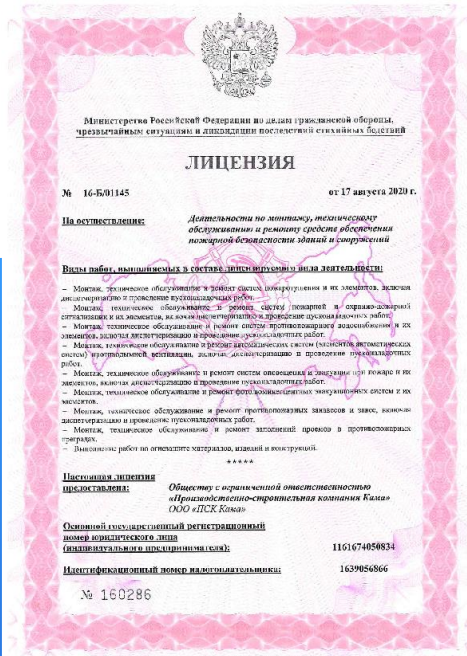 Министерство Российской Федерации по делам гражданской обороны,
чрезвычайным ситуациям и ликвидации последствий стихийных бедствий
ЛИЦЕНЗИЯ
№ 16-Б/01145 от 17 августа 2020 г.
На осуществление: Деятельности по монтажу, техническому
обслуживанию и ремонту средств обеспечения
пожарной безопасности зданий и сооружений
Виды работ, выполняемых в составе лицензируемого вида деятельности:
– Монтаж, техническое обслуживание и ремонт систем пожаротушения и их элементов, включая
диспетчеризацию и проведение пусконаладочных работ.
– Монтаж, техническое обслуживание и ремонт систем пожарной и охранно-пожарной
сигнализации и их элементов, включая диспетчеризацию и проведение пусконаладочных работ.
– Монтаж, техническое обслуживание и ремонт систем противопожарного водоснабжения и их
элементов, включая диспетчеризацию и проведение пусконаладочных работ.
– Монтаж, техническое обслуживание и ремонт автоматических систем (элементов автоматических
систем) противодымной вентиляции, включая диспетчеризацию и проведение пусконаладочных
работ.
– Монтаж, техническое обслуживание и ремонт систем оповещения и эвакуации при пожаре и их
элементов, включая диспетчеризацию и проведение пусконаладочных работ.
– Монтаж, техническое обслуживание и ремонт фотолюминесцентных эвакуационных систем и их
элементов.
– Монтаж, техническое обслуживание и ремонт противопожарных занавесов и завес, включая
диспетчеризацию и проведение пусконаладочных работ.
– Монтаж, техническое обслуживание и ремонт заполнений проемов в противопожарных
преградах.
– Выполнение работ по огнезащите материалов, изделий и конструкций.
*****
Настоящая лицензия
предоставлена: Обществу с ограниченной ответственностью
«Производственно-строительная компания Кама»
ООО «ПСК Кама»
Основной государственный регистрационный
номер юридического лица
(индивидуального предпринимателя): 1161674050834
Идентификационный номер налогоплательщика: 1639056866
№ 160286